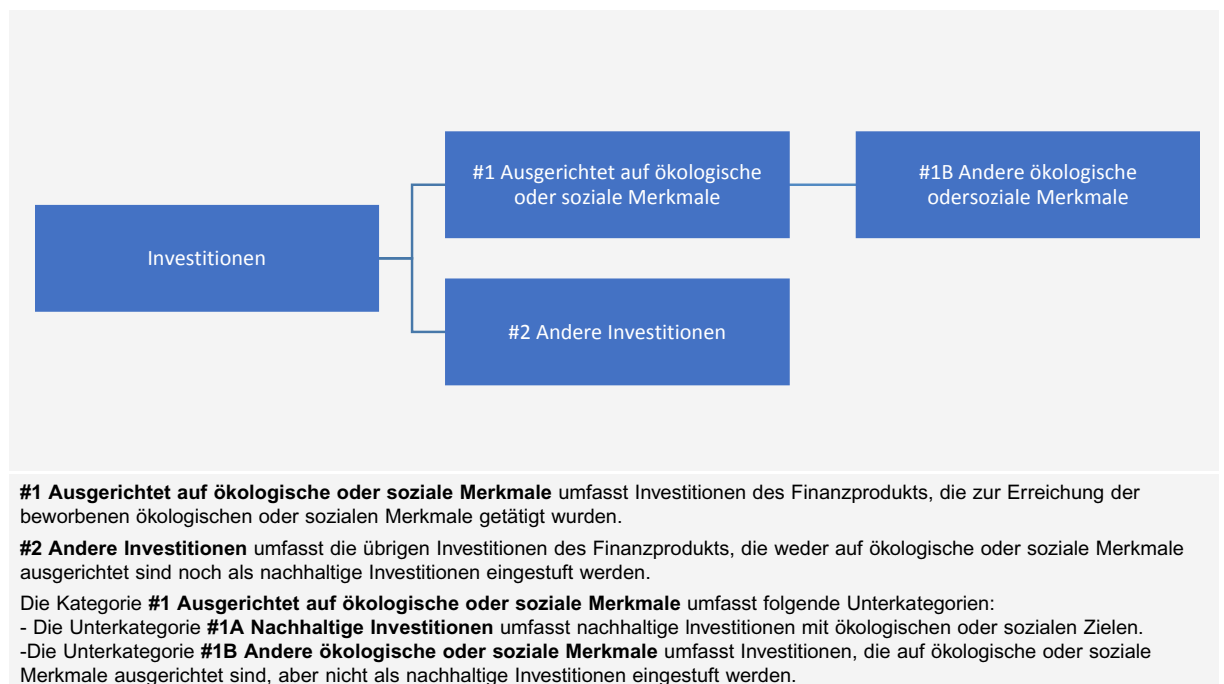 #1 Ausgerichtet auf ökologische
oder soziale Merkmale
#1B Andere ökologische
odersoziale Merkmale
Investitionen
#2 Andere Investitionen
#1 Ausgerichtet auf ökologische oder soziale Merkmale umfasst Investitionen des Finanzprodukts, die zur Erreichung der
beworbenen ökologischen oder sozialen Merkmale getätigt wurden.
#2 Andere Investitionen umfasst die übrigen Investitionen des Finanzprodukts, die weder auf ökologische oder soziale Merkmale
ausgerichtet sind noch als nachhaltige Investitionen eingestuft werden.
Die Kategorie #1 Ausgerichtet auf ökologische oder soziale Merkmale umfasst folgende Unterkategorien:
- Die Unterkategorie #1A Nachhaltige Investitionen umfasst nachhaltige Investitionen mit ökologischen oder sozialen Zielen.
-Die Unterkategorie #1B Andere ökologische oder soziale Merkmale umfasst Investitionen, die auf ökologische oder soziale
Merkmale ausgerichtet sind, aber nicht als nachhaltige Investitionen eingestuft werden.